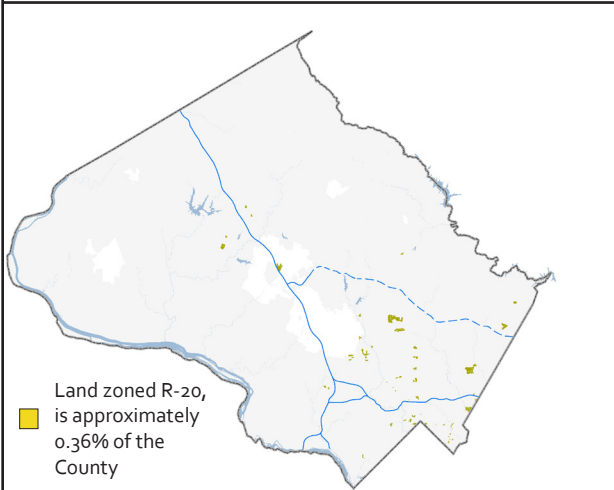 Land zoned R-20,
is approximately
0.36% of the
County